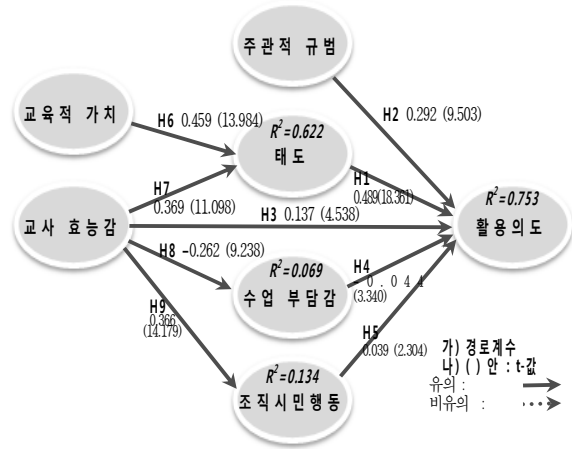 주관적 규범
교육적 가치
H6 0.459 (13.984)
H2 0.292 (9.503)
R²=0.622
태도
H7
0.369 (11.098)
H1
0.489(18.361)
R²=0.753
H3 0.137 (4.538)
교사 효능감
활용의도
H8 -0.262 (9.238)
R²=0.069
수업 부담감
H4
-0.044
(3.340)
H9
0.366
(14.179)
H5
0.039 (2.304)
R²=0.134
조직시민행동
가) 경로계수
나) ( ) 안 : t-값
유의 :
비유의 :